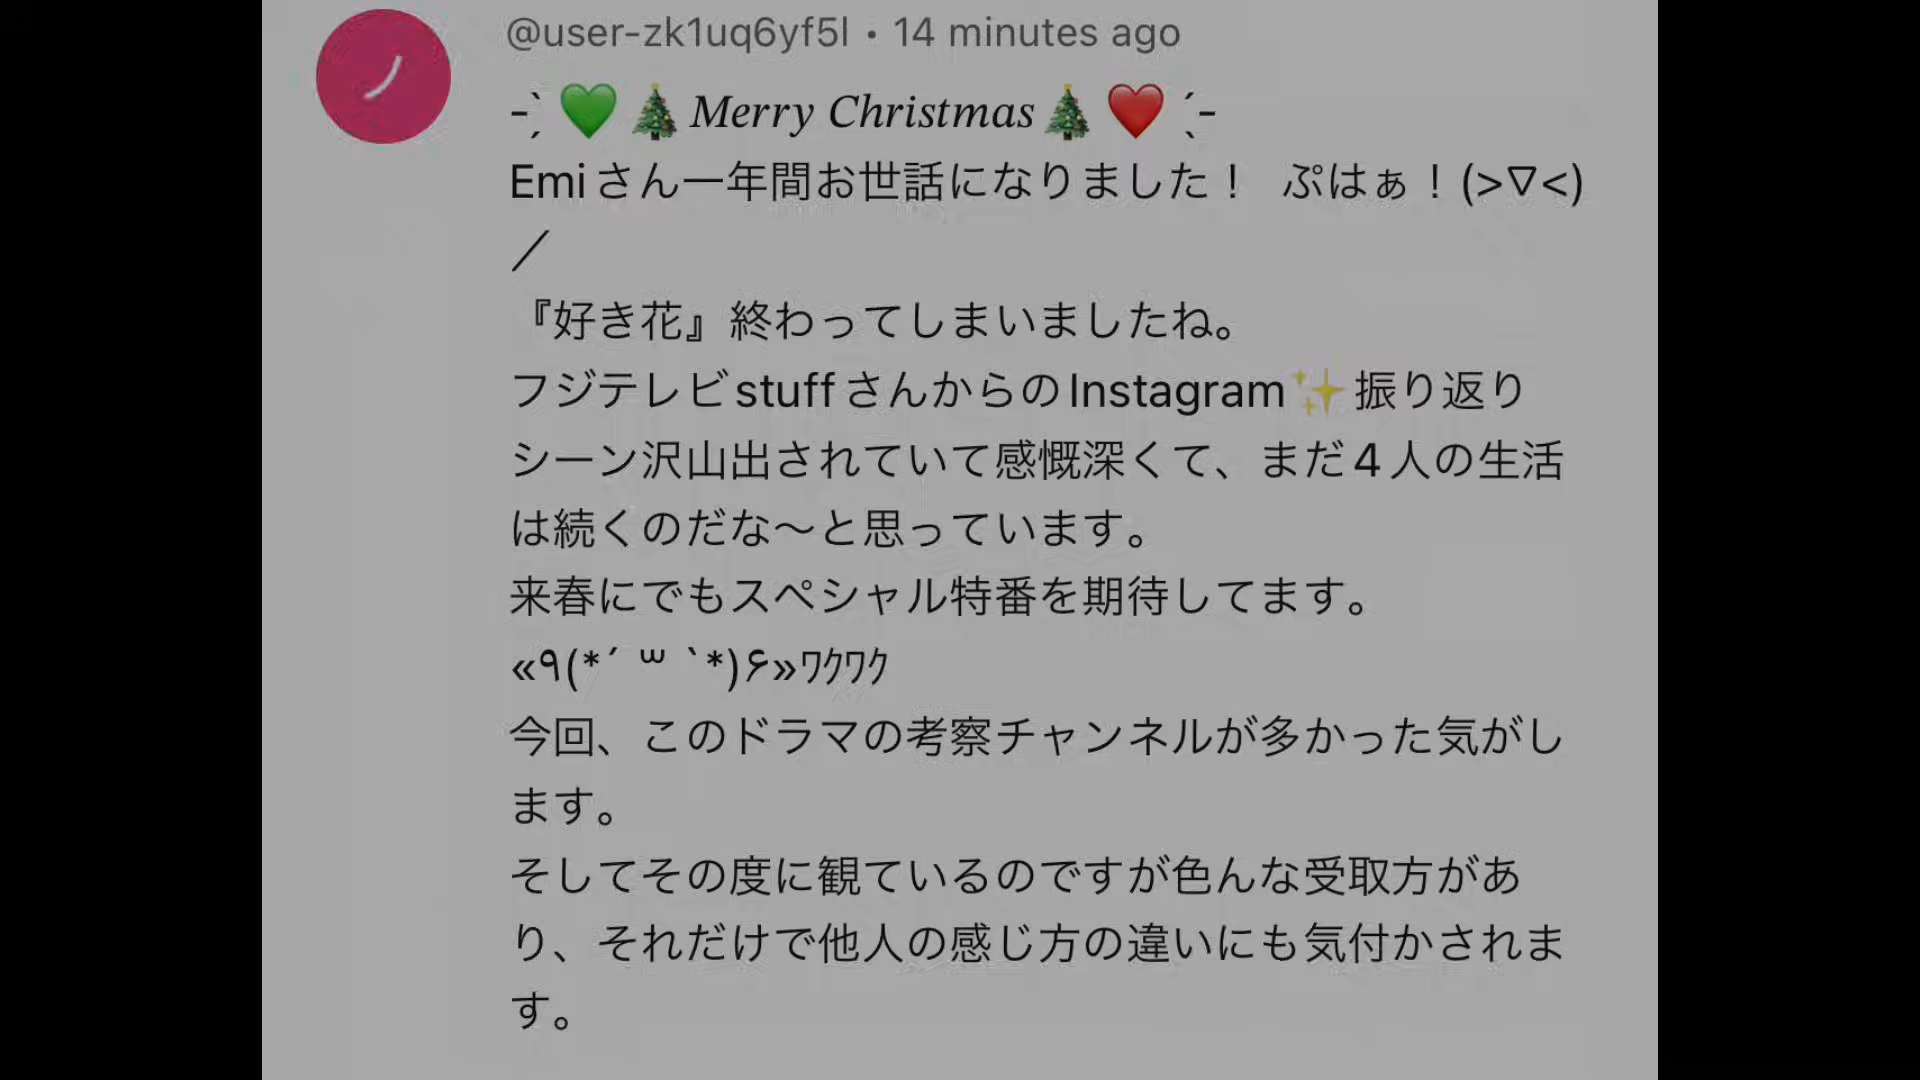 @user-zk1uq6yf5l • 14 minutes ago
-ˋˏ 💚🎄𝑀𝑒𝑟𝑟𝑦 𝐶ℎ𝑟𝑖𝑠𝑡𝑚𝑎𝑠🎄❤️ ˎˊ-
Emiさん一年間お世話になりました！ ぷはぁ！(>▽<)
／
『好き花』終わってしまいましたね。
フジテレビstuffさんからのInstagram✨振り返り
シーン沢山出されていて感慨深くて、まだ4人の生活
は続くのだな〜と思っています。
来春にでもスペシャル特番を期待してます。
«٩(*´ ꒳ `*)۶»ﾜｸﾜｸ
今回、このドラマの考察チャンネルが多かった気がし
ます。
そしてその度に観ているのですが色んな受取方があ
り、それだけで他人の感じ方の違いにも気付かされま
す。